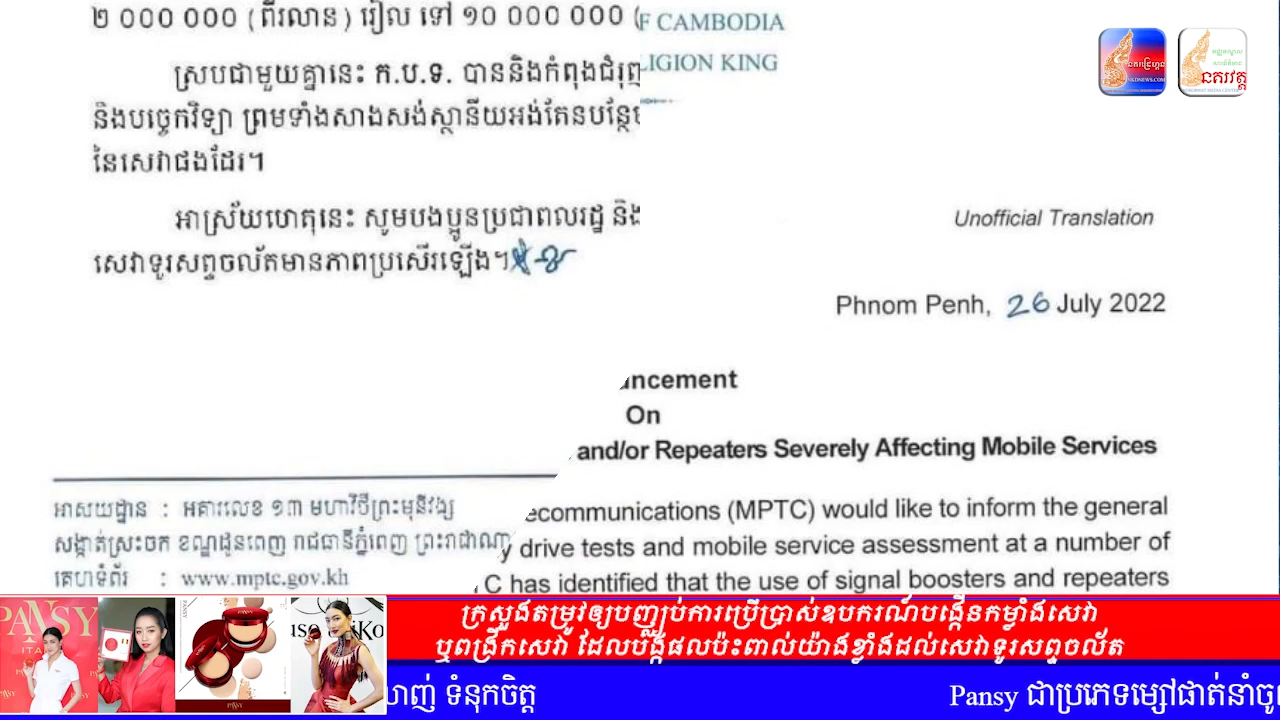 ២ ០០០ ០០០ (ពីរលាន) រៀល ទៅ ១០ ០០០ ០០០ (
ស្របជាមួយគ្នានេះ ក.ប.ទ. បាននិងកំពុងជំរុញ
និងបច្ចេកវិទ្យា ព្រមទាំងសាងសង់ស្ថានីយអង់តែនបន្ថែម
នៃសេវាផងដែរ។
អាស្រ័យហេតុនេះ សូមបងប្អូនប្រជាពលរដ្ឋ និង
សេវាទូរសព្ទចល័តមានភាពប្រសើរឡើង។
អាសយដ្ឋាន : អគារលេខ ១៣ មហាវិថីព្រះមុនីវង្ស
សង្កាត់ស្រះចក ខណ្ឌដូនពេញ រាជធានីភ្នំពេញ ព្រះរាជាណា
គេហទំព័រ : www.mptc.gov.kh
F CAMBODIA
LIGION KING
Unofficial Translation
Phnom Penh, 26 July 2022
uncement
On
and/or Repeaters Severely Affecting Mobile Services
ecommunications (MPTC) would like to inform the general
y drive tests and mobile service assessment at a number of
C has identified that the use of signal boosters and repeaters
នគរវត្ត
PANSY
ITA
PANSY
ក្រសួងតម្រូវឲ្យបញ្ឈប់ការប្រើប្រាស់ឧបករណ៍បង្កើនកម្លាំងសេវា
ឬពង្រីកសេវា ដែលបង្កផលប៉ះពាល់យ៉ាងខ្លាំងដល់សេវាទូរសព្ទចល័ត
ហាញ់ ទំនុកចិត្ត
Pansy ជាប្រភេទម្សៅផាត់នាំចូល